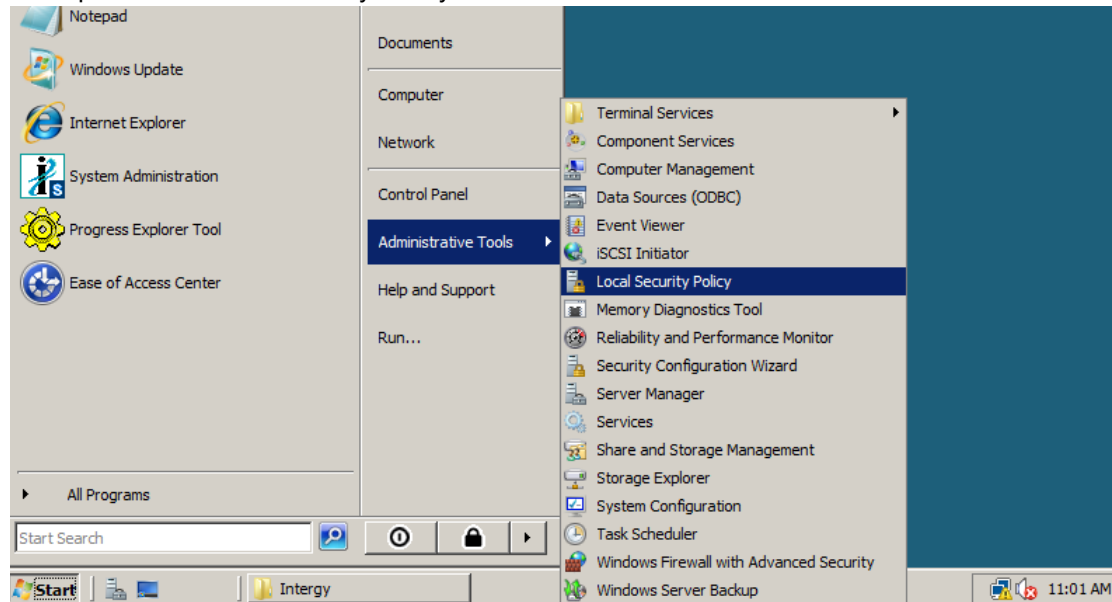 Notepad
Windows Update
Internet Explorer
System Administration
Progress Explorer Tool
Ease of Access Center
All Programs
Start Search
Documents
Computer
Network
Control Panel
Administrative Tools
Help and Support
Run...
Terminal Services
Component Services
Computer Management
Data Sources (ODBC)
Event Viewer
iSCSI Initiator
Local Security Policy
Memory Diagnostics Tool
Reliability and Performance Monitor
Security Configuration Wizard
Server Manager
Services
Share and Storage Management
Storage Explorer
System Configuration
Task Scheduler
Windows Firewall with Advanced Security
Windows Server Backup
Start
Intergy
11:01 AM